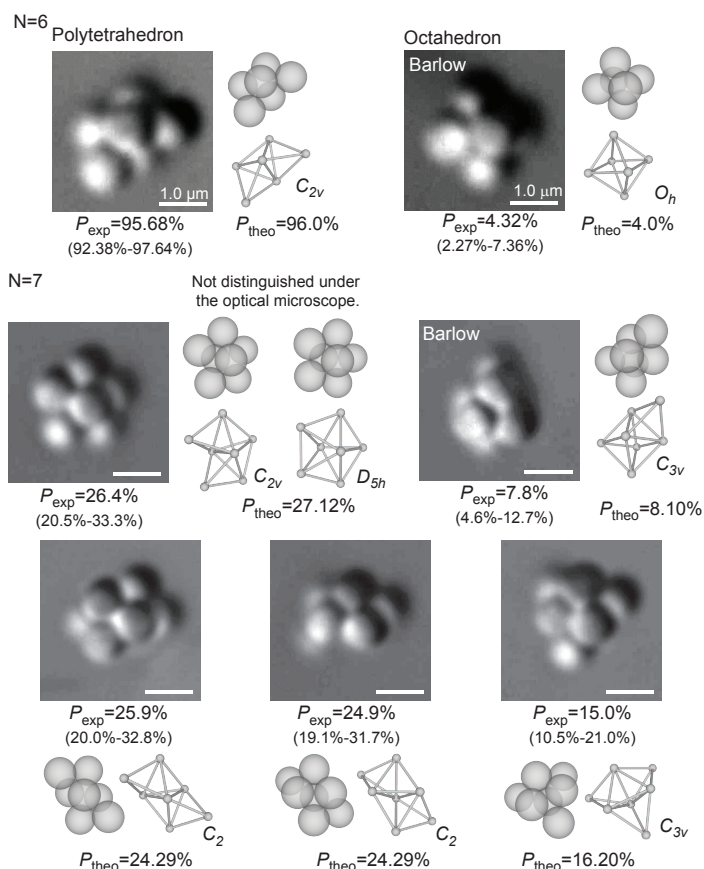 N=6
Polytetrahedron
1.0 μm
C2v
Pexp=95.68%
(92.38%-97.64%)
Ptheo=96.0%
Octahedron
Barlow
1.0 μm
Oh
Pexp=4.32%
(2.27%-7.36%)
Ptheo=4.0%
N=7
Not distinguished under
the optical microscope.
C2v
D5h
Pexp=26.4%
(20.5%-33.3%)
Ptheo=27.12%
Barlow
C3v
Pexp=7.8%
(4.6%-12.7%)
Ptheo=8.10%
Pexp=25.9%
(20.0%-32.8%)
C2
Ptheo=24.29%
Pexp=24.9%
(19.1%-31.7%)
C2
Ptheo=24.29%
Pexp=15.0%
(10.5%-21.0%)
C3v
Ptheo=16.20%